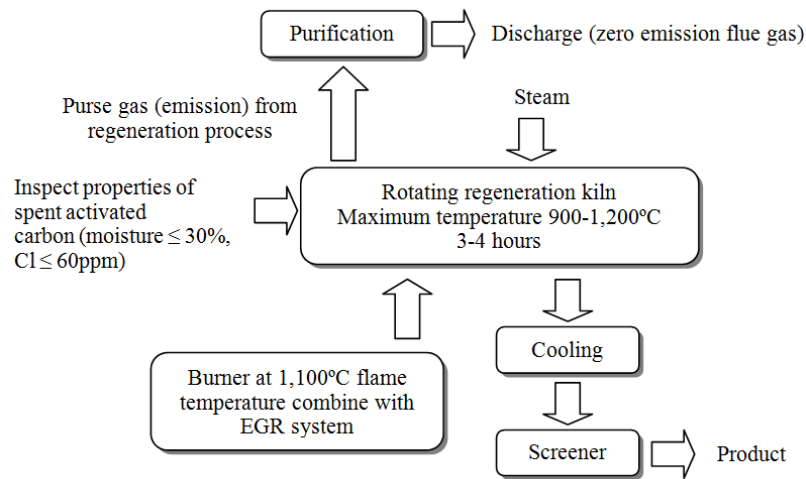 Purification
Discharge (zero emission flue gas)
Purse gas (emission) from
regeneration process
Steam
Inspect properties of
spent activated
carbon (moisture ≤ 30%,
Cl ≤ 60ppm)
Rotating regeneration kiln
Maximum temperature 900-1,200ºC
3-4 hours
Burner at 1,100ºC flame
temperature combine with
EGR system
Cooling
Screener
Product